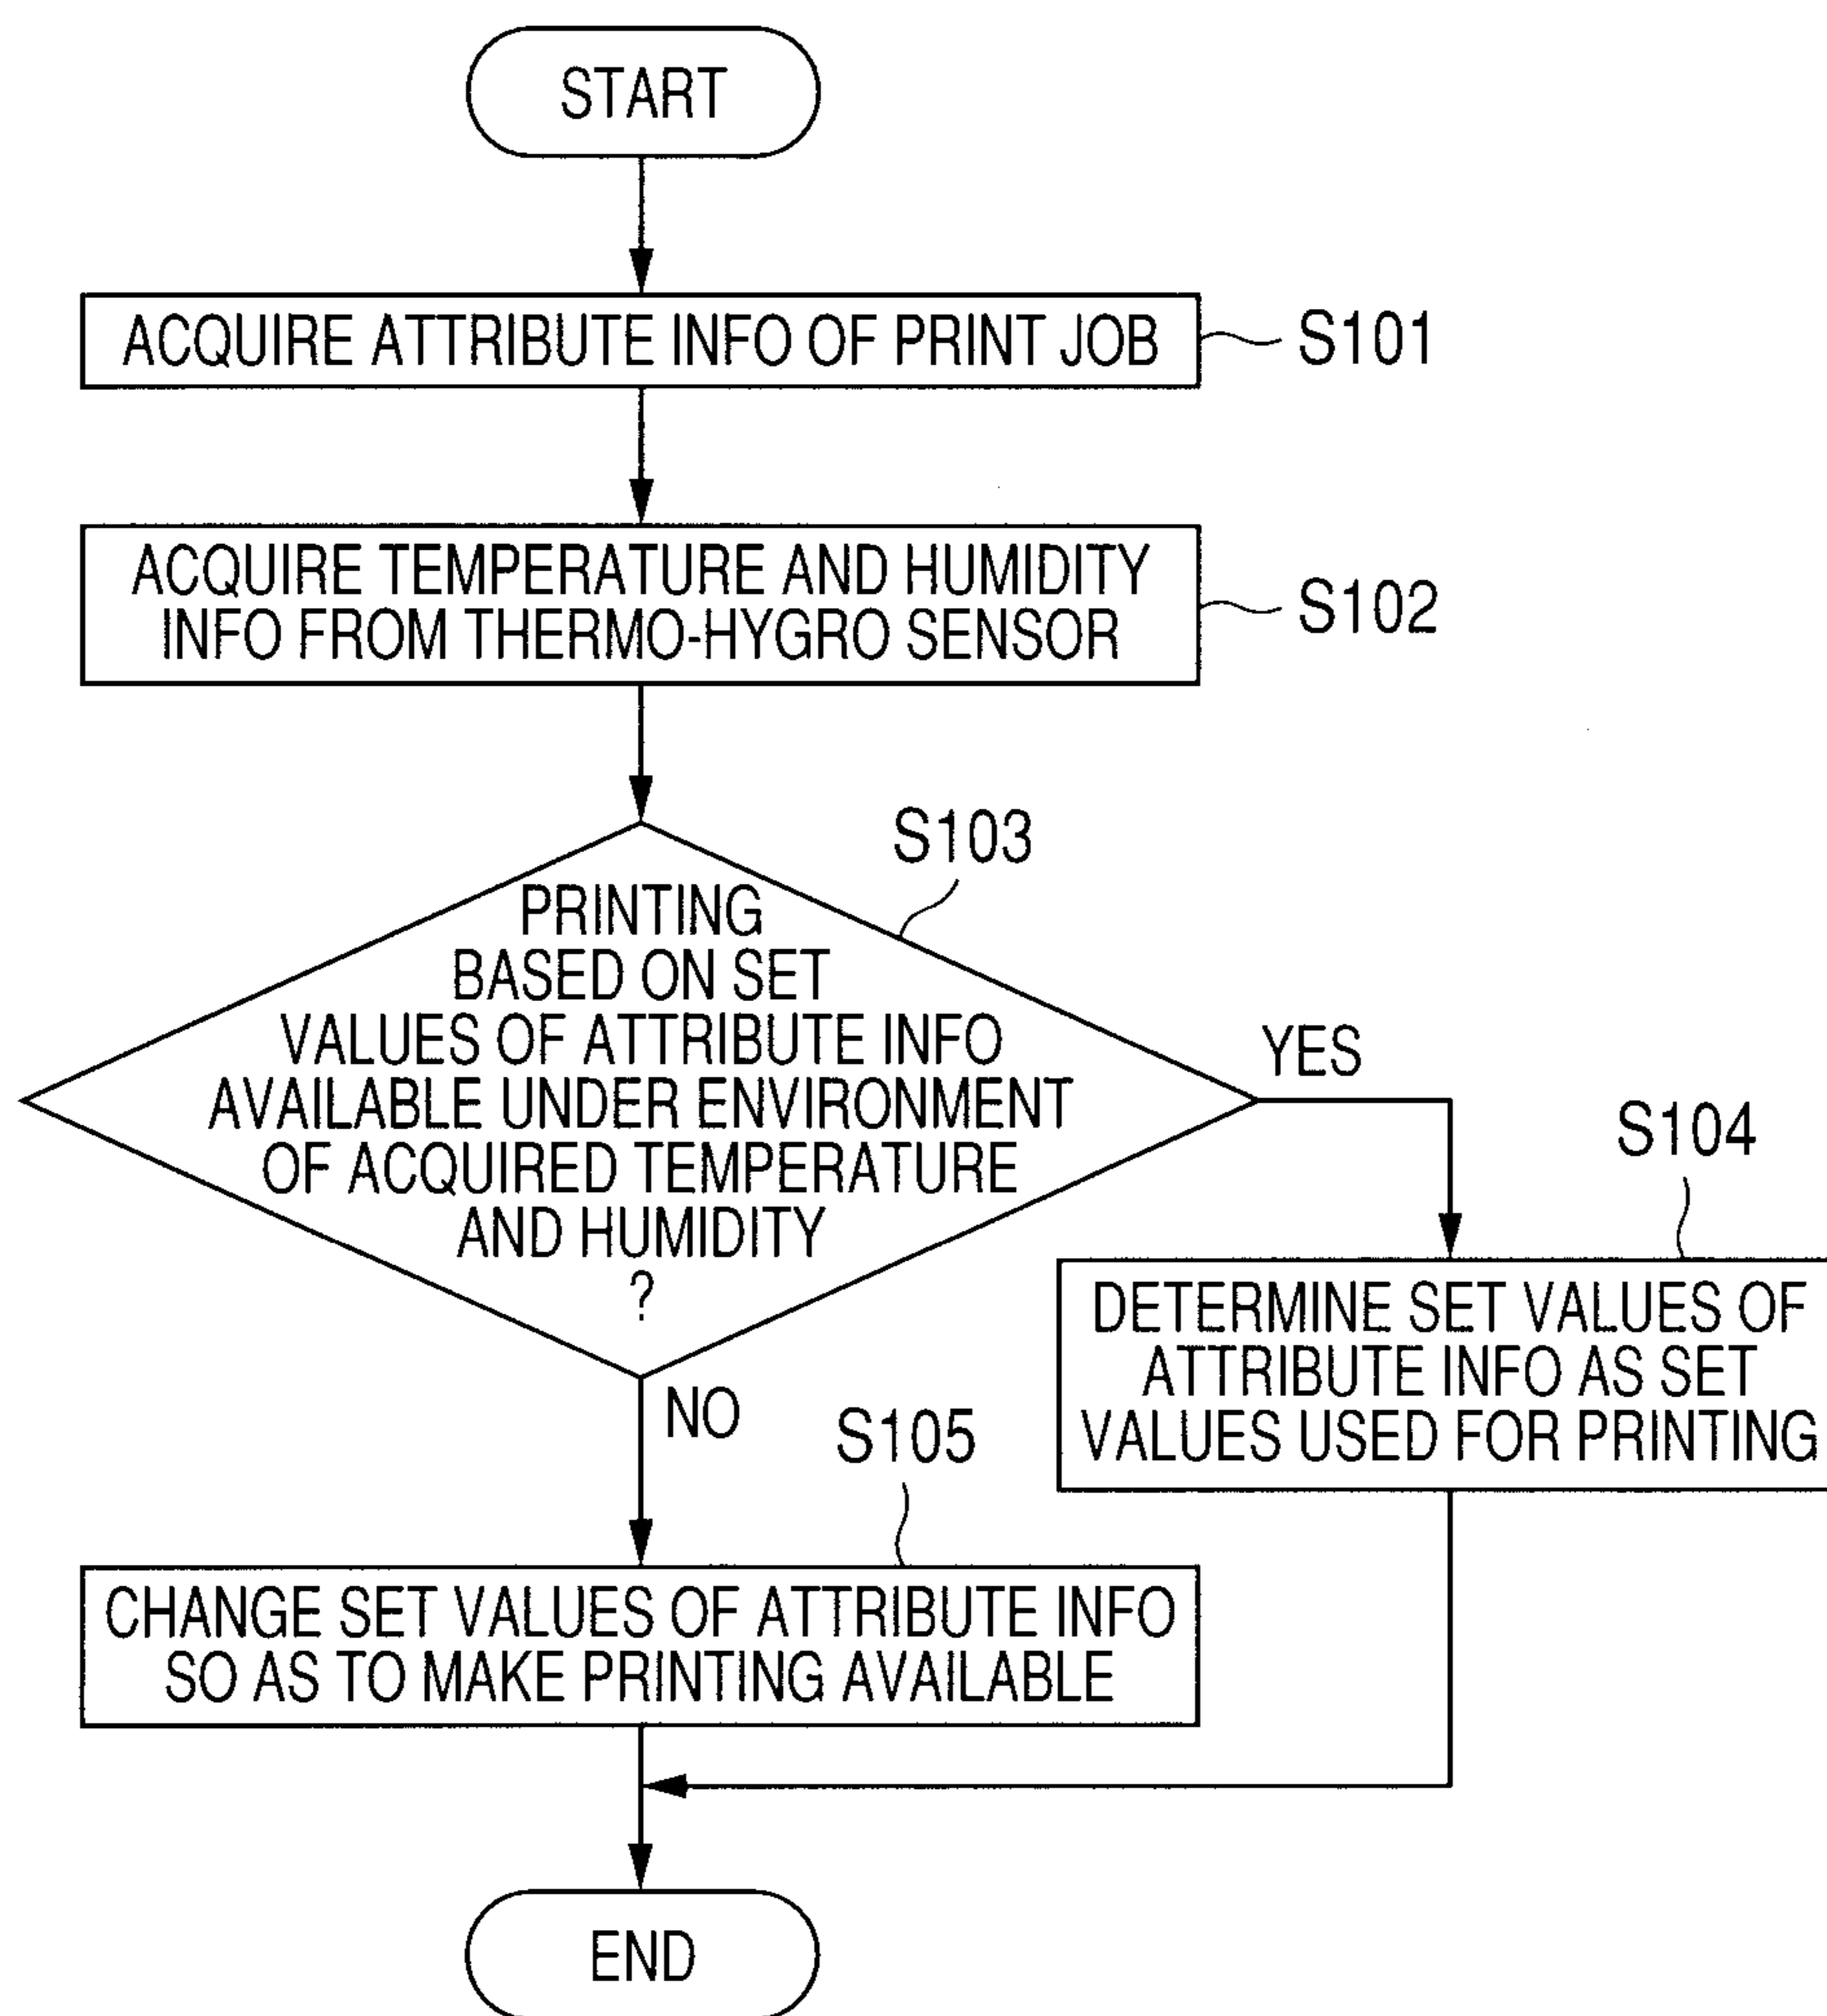 START
ACQUIRE ATTRIBUTE INFO OF PRINT JOB
S101
ACQUIRE TEMPERATURE AND HUMIDITY
INFO FROM THERMO-HYGRO SENSOR
S102
S103
PRINTING
BASED ON SET
VALUES OF ATTRIBUTE INFO
AVAILABLE UNDER ENVIRONMENT
OF ACQUIRED TEMPERATURE
AND HUMIDITY
?
YES
S104
DETERMINE SET VALUES OF
ATTRIBUTE INFO AS SET
VALUES USED FOR PRINTING
NO
S105
CHANGE SET VALUES OF ATTRIBUTE INFO
SO AS TO MAKE PRINTING AVAILABLE
END